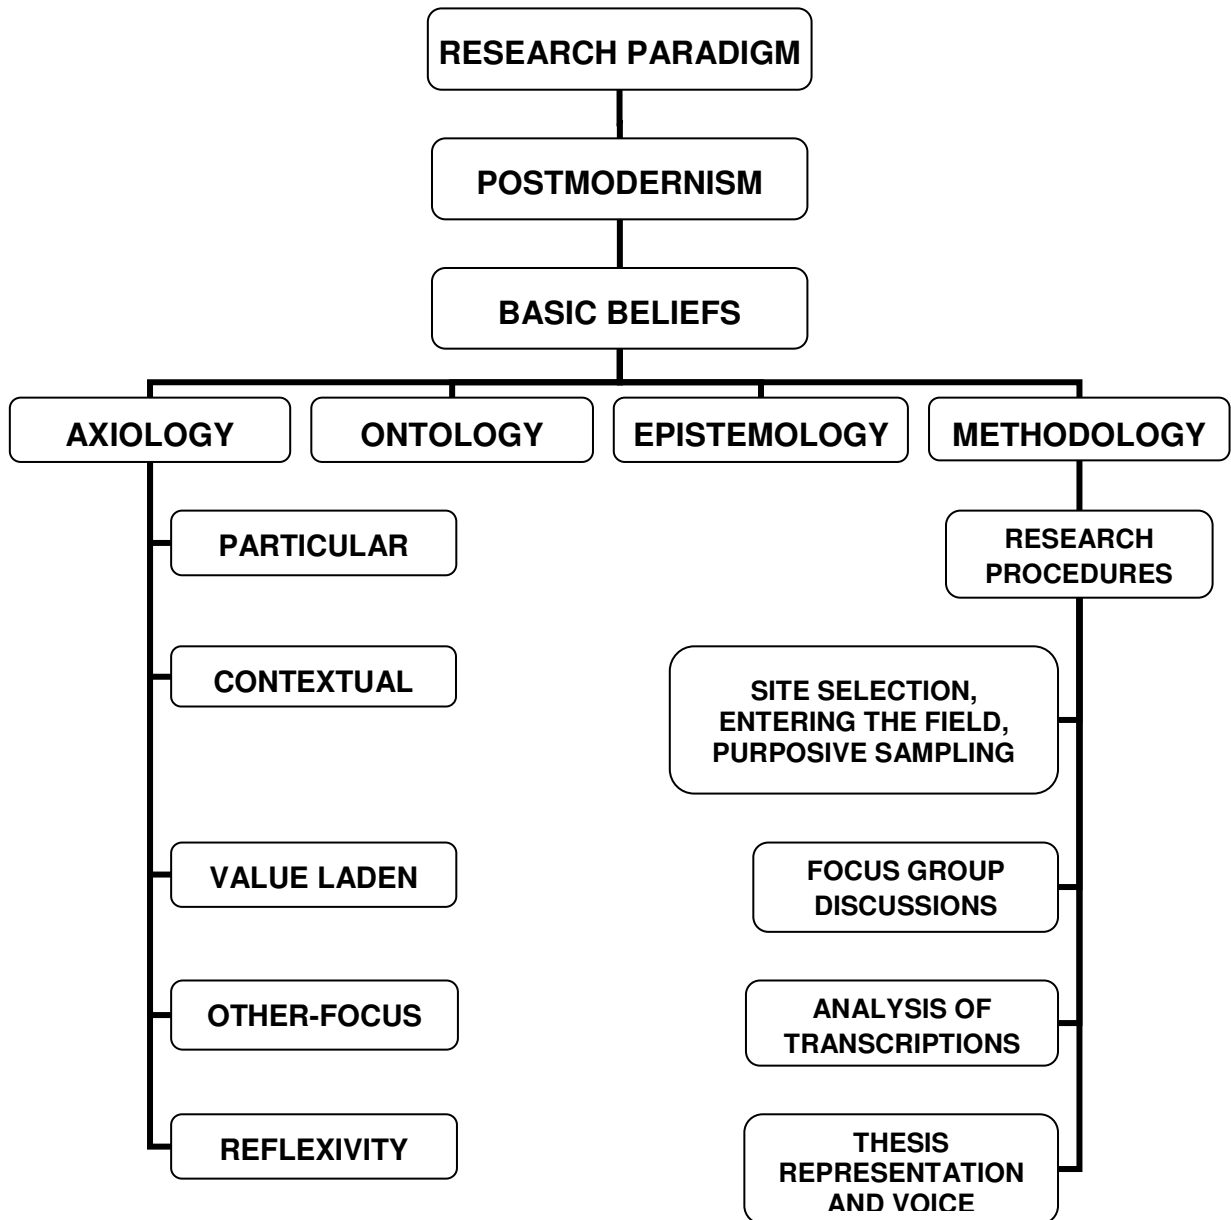 RESEARCH PARADIGM
POSTMODERNISM
BASIC BELIEFS
AXIOLOGY
ONTOLOGY
EPISTEMOLOGY
METHODOLOGY
PARTICULAR
CONTEXTUAL
VALUE LADEN
OTHER-FOCUS
REFLEXIVITY
RESEARCH
PROCEDURES
SITE SELECTION,
ENTERING THE FIELD,
PURPOSIVE SAMPLING
FOCUS GROUP
DISCUSSIONS
ANALYSIS OF
TRANSCRIPTIONS
THESIS
REPRESENTATION
AND VOICE